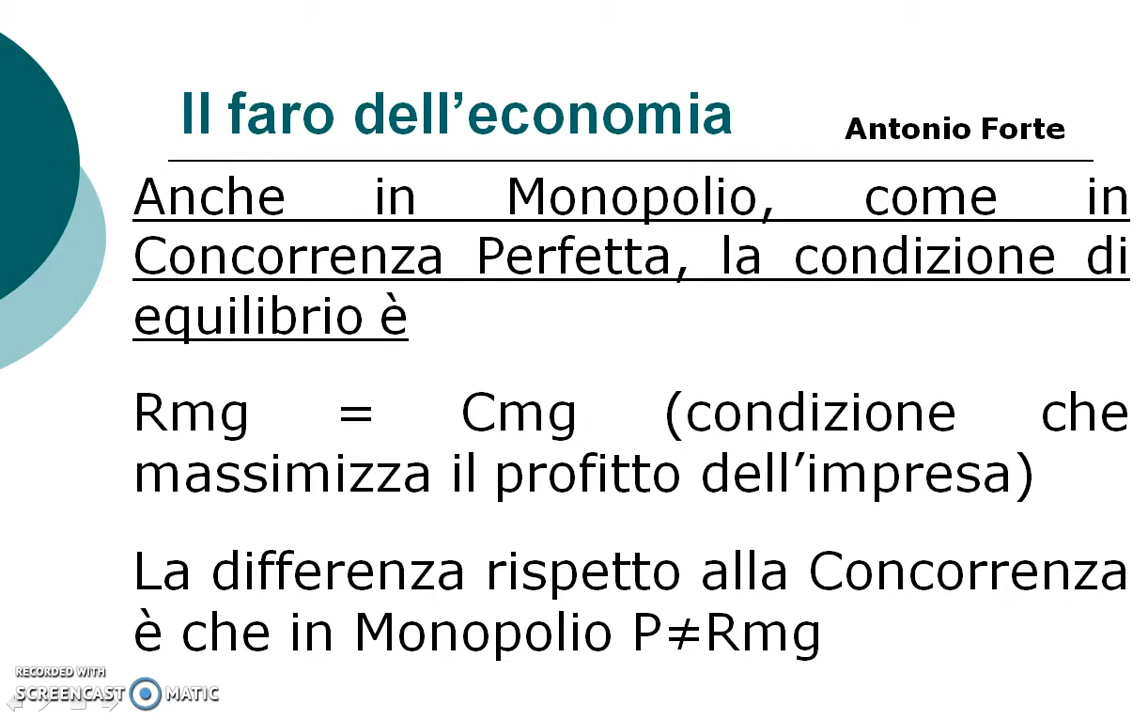 Il faro dell’economia
Antonio Forte
Anche in Monopolio, come in
Concorrenza Perfetta, la condizione di
equilibrio è
Rmg = Cmg (condizione che
massimizza il profitto dell’impresa)
La differenza rispetto alla Concorrenza
è che in Monopolio P≠Rmg
RECORDED WITH
SCREENCAST MATIC